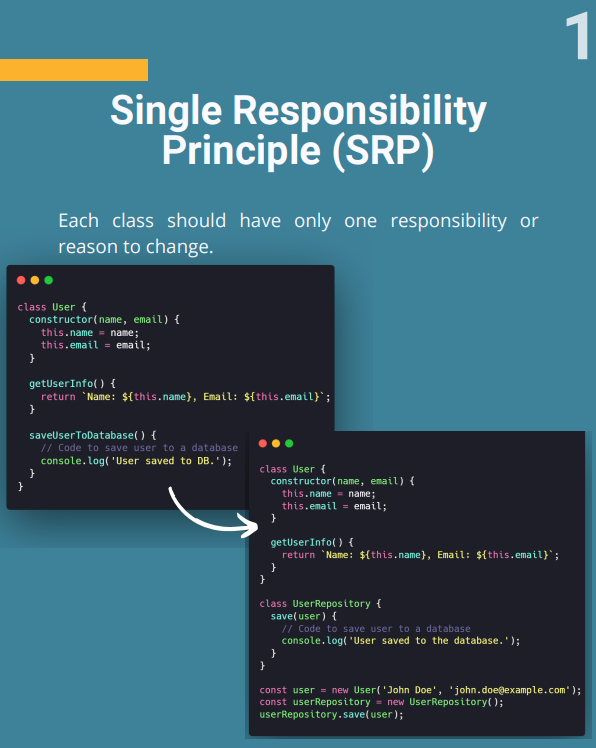 1
Single Responsibility
Principle (SRP)
Each class should have only one responsibility or
reason to change.
class User {
  constructor(name, email) {
    this.name = name;
    this.email = email;
  }

  getUserInfo() {
    return `Name: ${this.name}, Email: ${this.email}`;
  }

  saveUserToDatabase() {
    // Code to save user to a database
    console.log('User saved to DB.');
  }
}
class User {
  constructor(name, email) {
    this.name = name;
    this.email = email;
  }

  getUserInfo() {
    return `Name: ${this.name}, Email: ${this.email}`;
  }
}

class UserRepository {
  save(user) {
    // Code to save user to a database
    console.log('User saved to the database.');
  }
}

const user = new User('John Doe', 'john.doe@example.com');
const userRepository = new UserRepository();
userRepository.save(user);